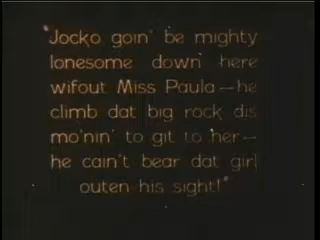 "Jocko goin' be mighty
lonesome down here
wifout Miss Paula — he
climb dat big rock dis
mo'nin' to git to her —
he cain't bear dat girl
outen his sight!"